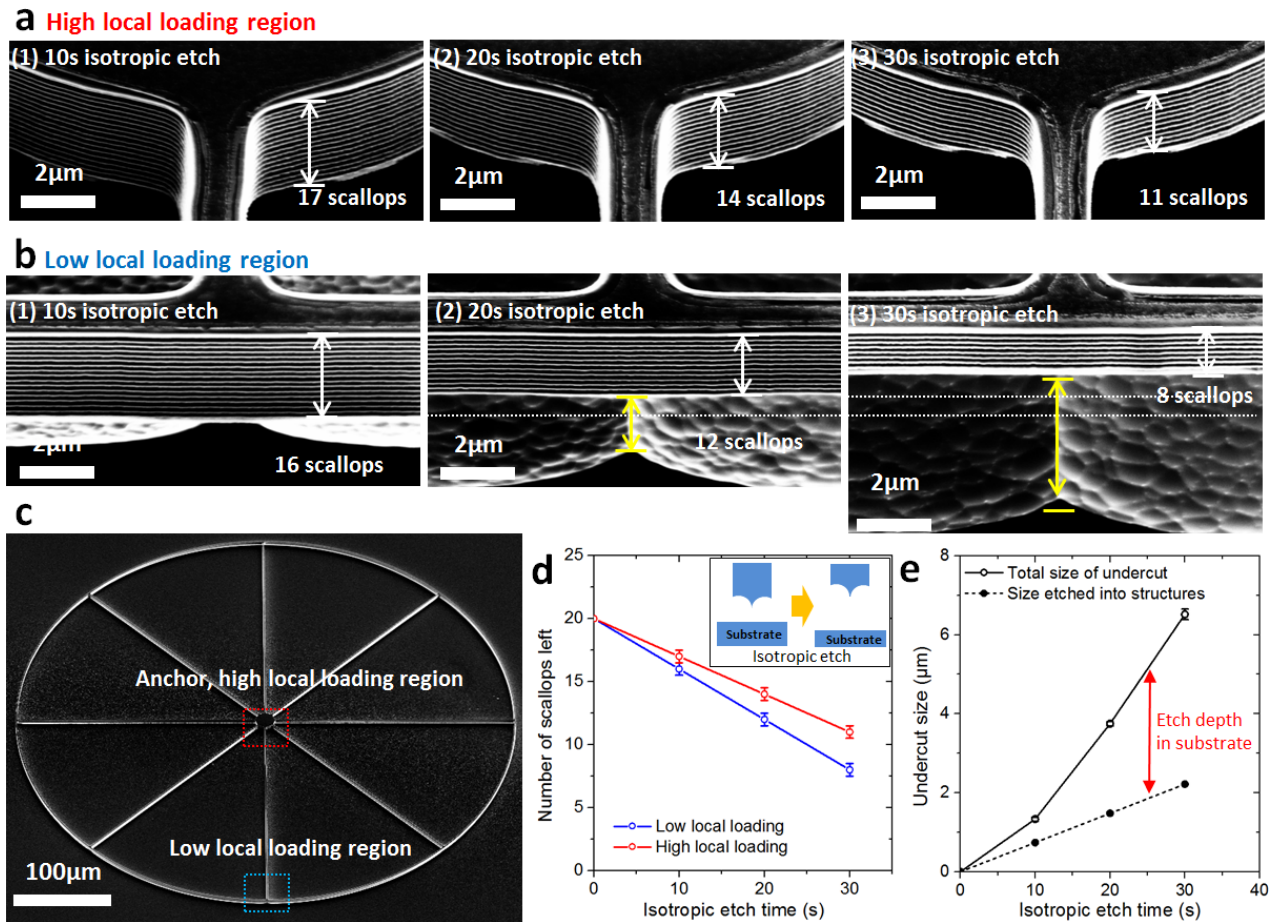 a High local loading region
(1) 10s isotropic etch
2μm
17 scallops
(2) 20s isotropic etch
2μm
14 scallops
(3) 30s isotropic etch
2μm
11 scallops
b Low local loading region
(1) 10s isotropic etch
2μm
16 scallops
(2) 20s isotropic etch
2μm
12 scallops
(3) 30s isotropic etch
8 scallops
2μm
c
Anchor, high local loading region
Low local loading region
100μm
d
25
20
15
10
5
0
Number of scallops left
Substrate
Substrate
Isotropic etch
Low local loading
High local loading
0
10
20
30
Isotropic etch time (s)
e
8
6
4
2
0
Undercut size (μm)
Total size of undercut
Size etched into structures
Etch depth
in substrate
0
10
20
30
40
Isotropic etch time (s)